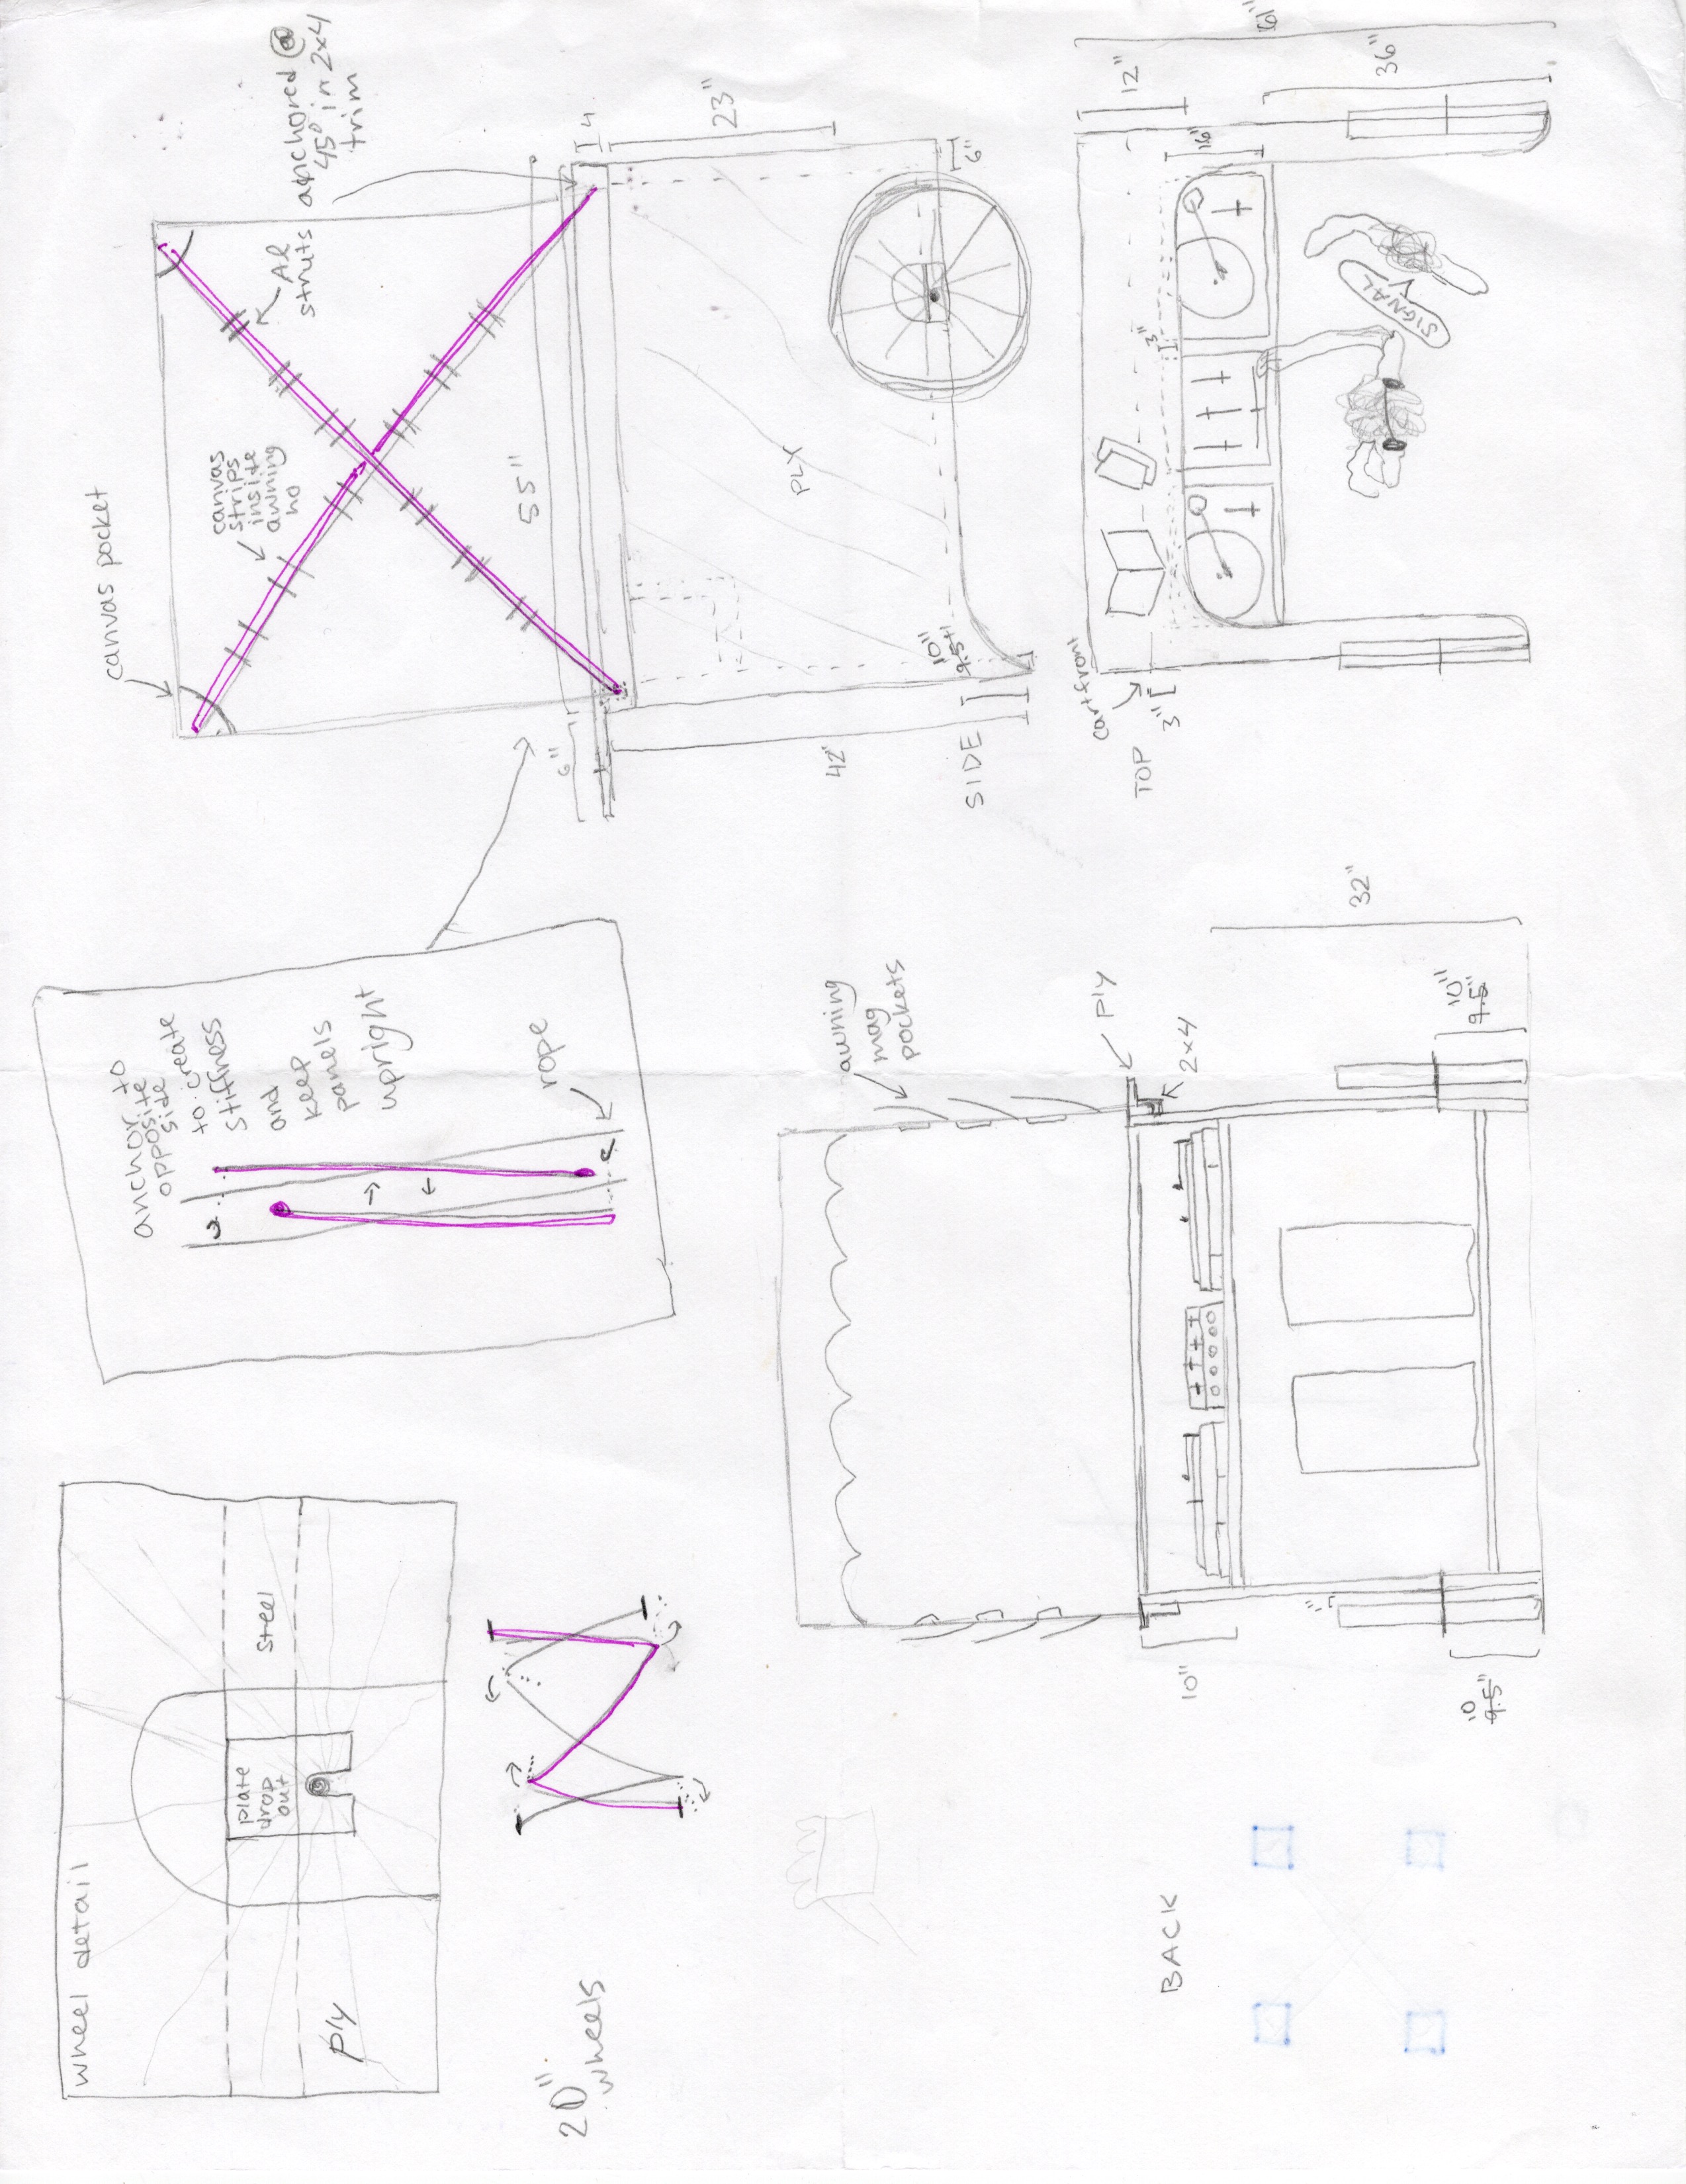 wheel detail
plate
drop
out
steel
ply
20"
wheels
anchor to
opposite
side
to create
stiffness
and
keep
panels
upright
rope
canvas pocket
canvas
strips
inside
awning
Al
struts
anchored @
45° in 2x4
trim
55"
6"
4
23"
PLY
42"
10"
9.5"
SIDE
6"
awning
mag
pockets
ply
2x4
BACK
10"
32"
10
9.5"
10"
9.5"
cart front
TOP
3"
3"
12"
16"
61"
36"
SIGNAL